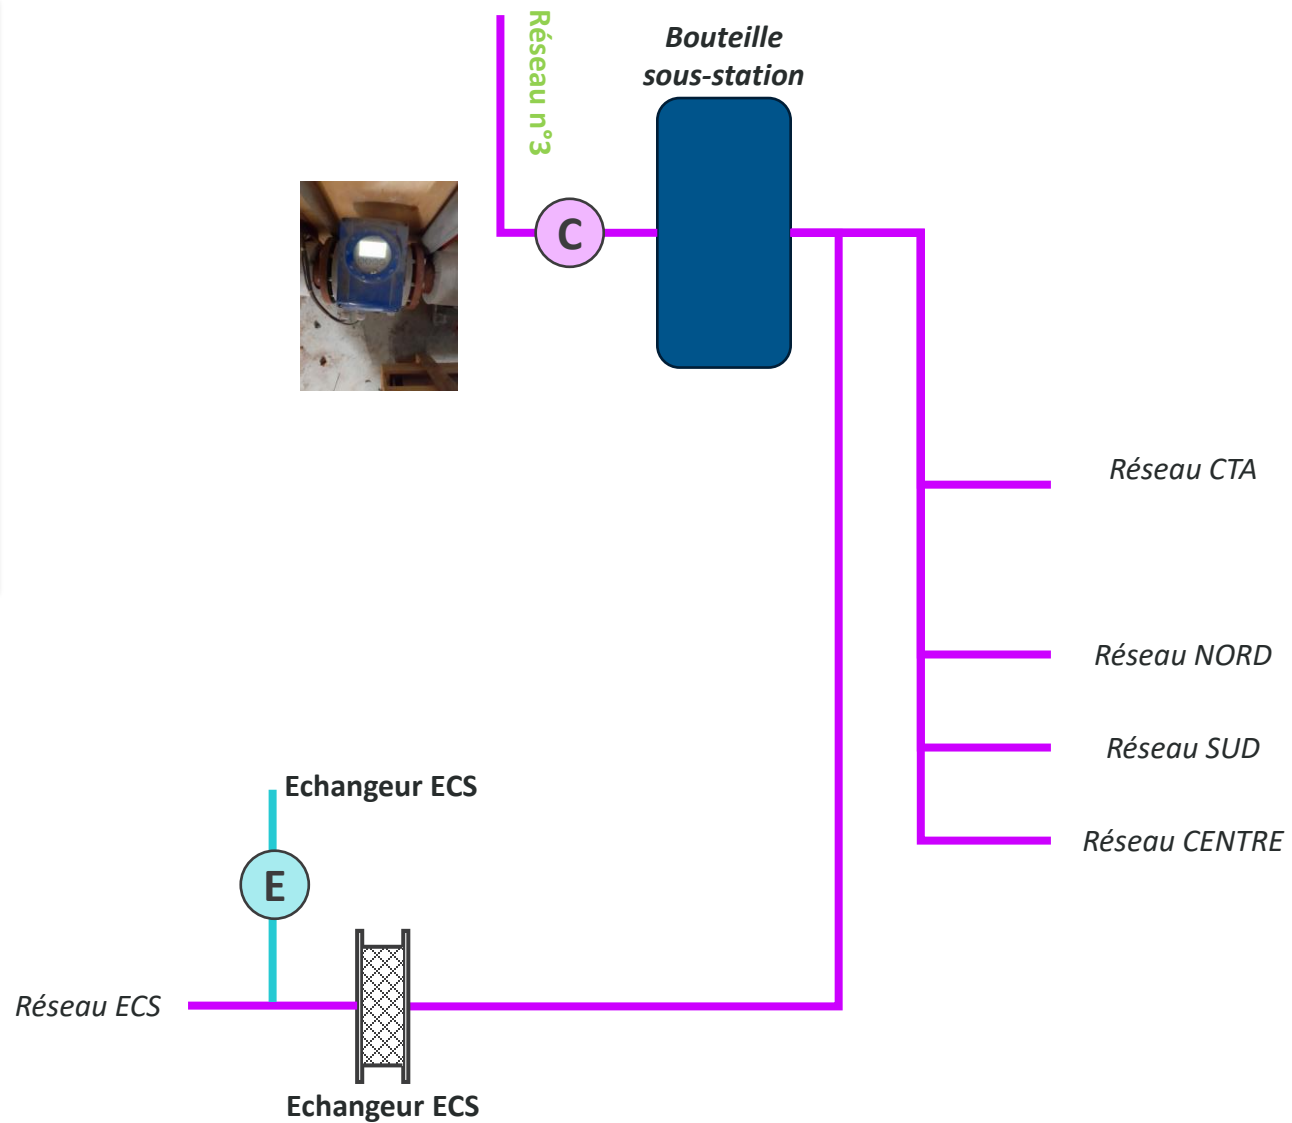 Réseau n°3
Bouteille
sous-station
C
Réseau CTA
Réseau NORD
Réseau SUD
Réseau CENTRE
Echangeur ECS
E
Réseau ECS
Echangeur ECS